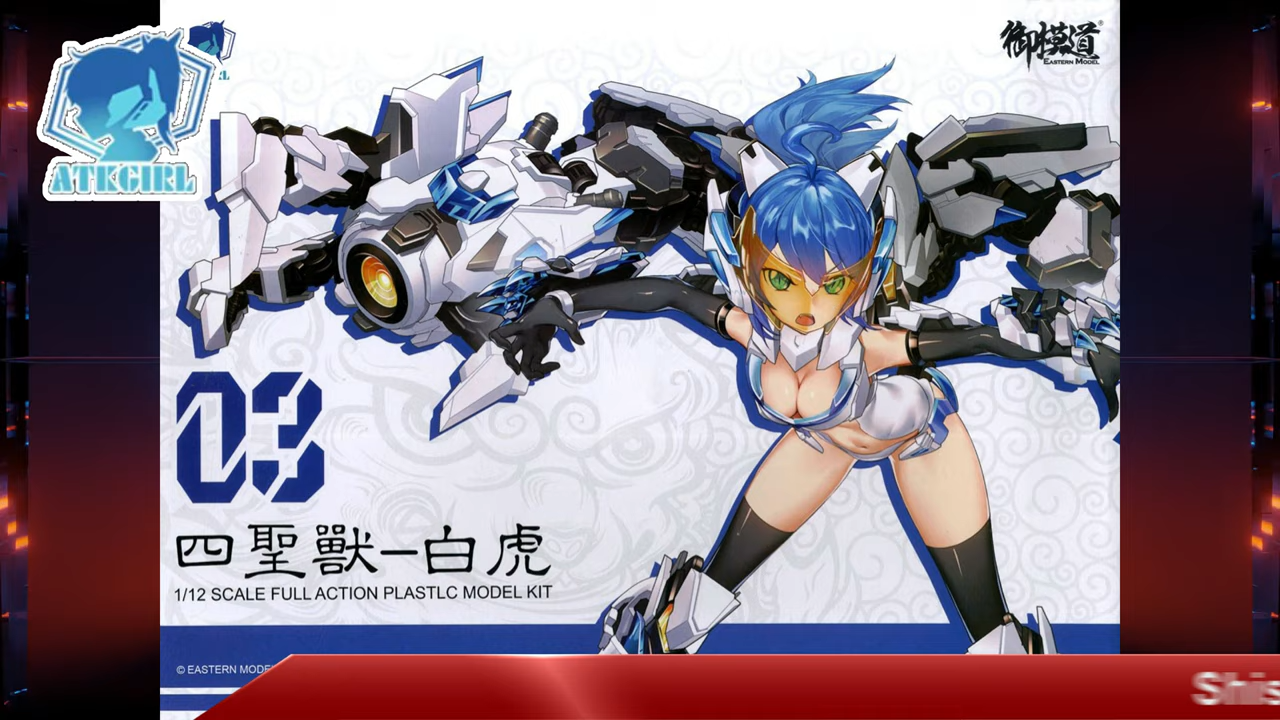 ATKGIRL
御模道
EASTERN MODEL
03
四聖獸—白虎
1/12 SCALE FULL ACTION PLASTLC MODEL KIT
© EASTERN MODE
Shis